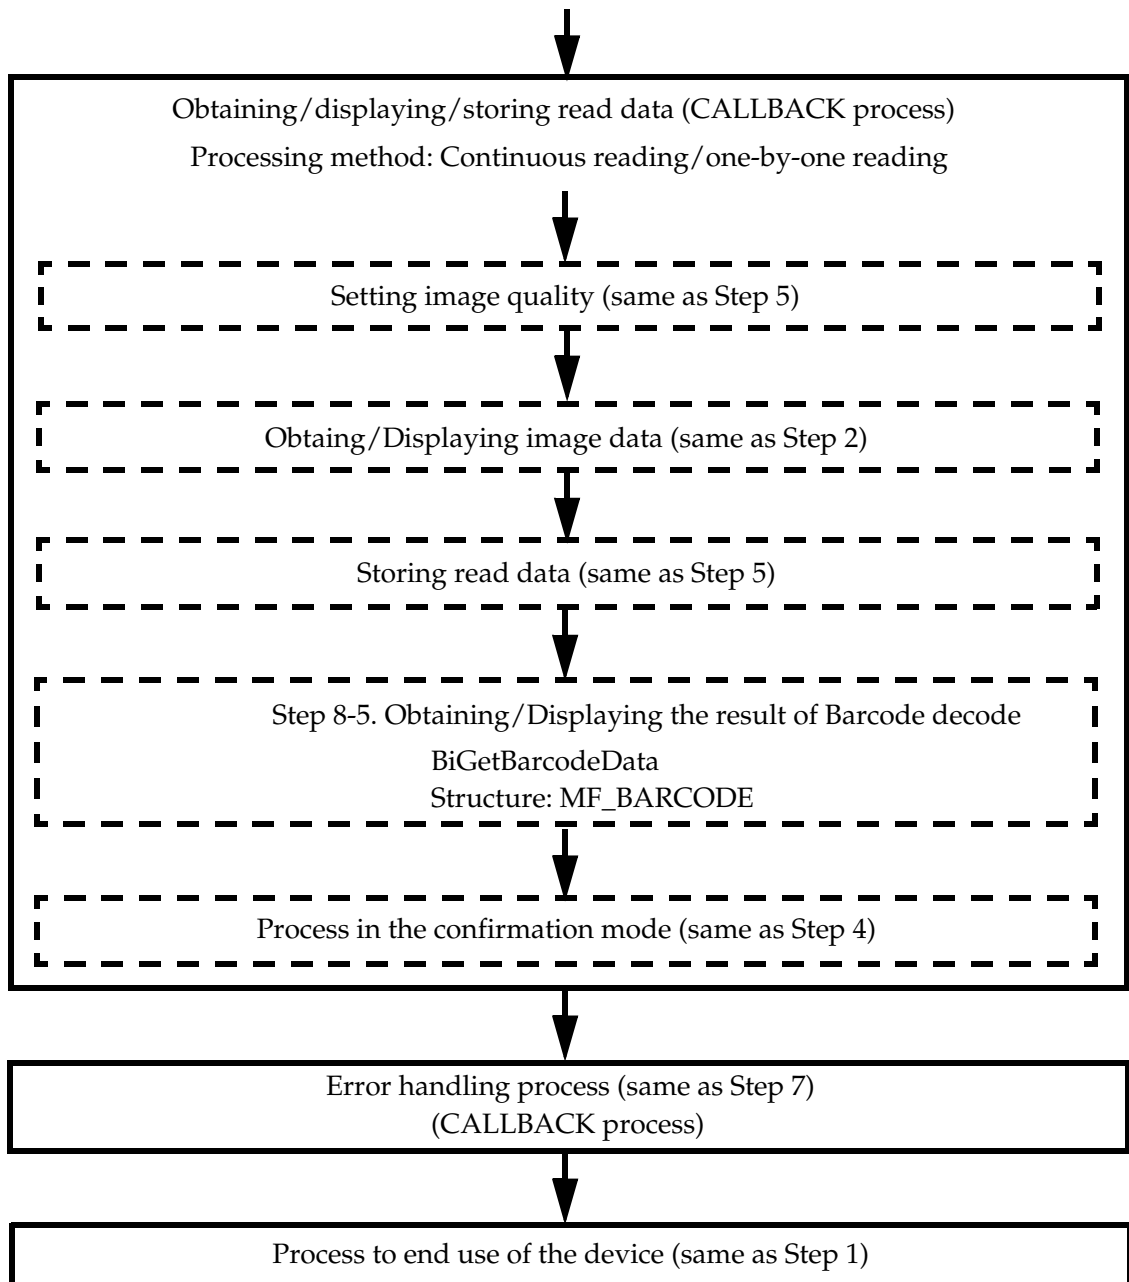 Obtaining/displaying/storing read data (CALLBACK process)
Processing method: Continuous reading/one-by-one reading
Setting image quality (same as Step 5)
Obtaing/Displaying image data (same as Step 2)
Storing read data (same as Step 5)
Step 8-5. Obtaining/Displaying the result of Barcode decode
BiGetBarcodeData
Structure: MF_BARCODE
Process in the confirmation mode (same as Step 4)
Error handling process (same as Step 7)
(CALLBACK process)
Process to end use of the device (same as Step 1)